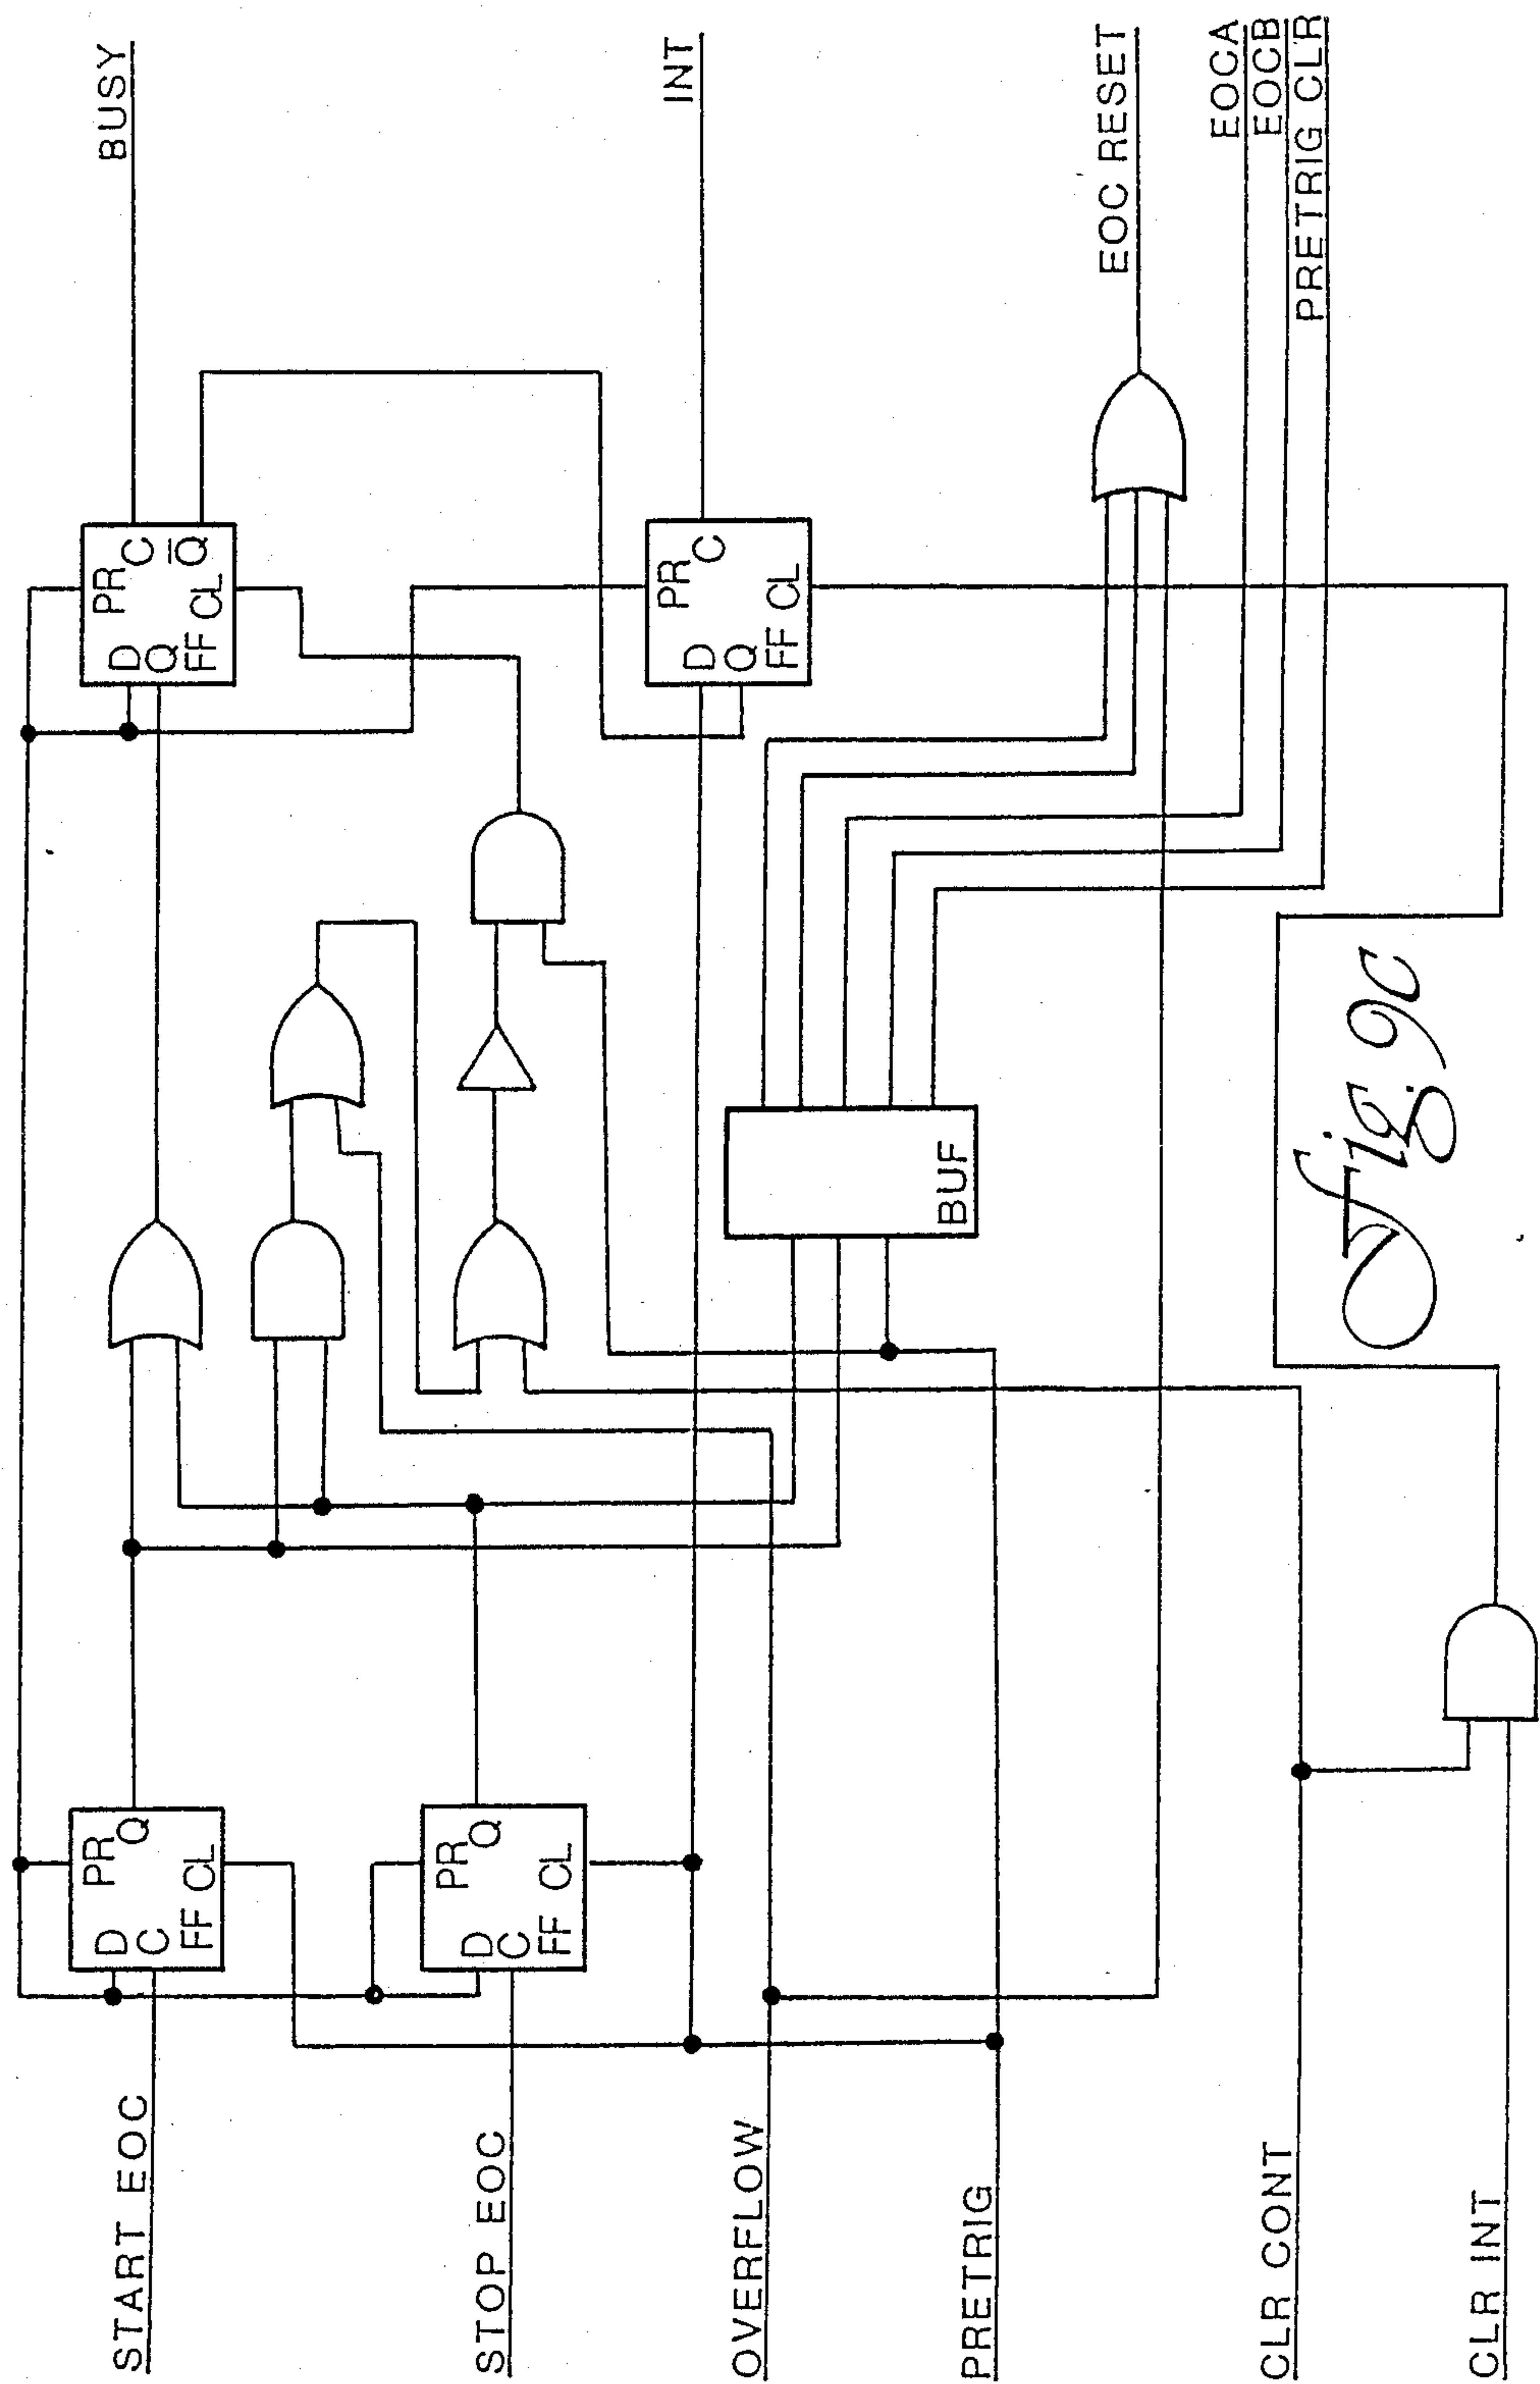 START EOC
STOP EOC
OVERFLOW
PRETRIG
CLR CONT
CLR INT
PR
D
Q
C
FF CL
PR
D
Q
C
FF CL
BUF
PR
D
C
Q
Q̅
FF CL
PR
D
C
Q
FF CL
BUSY
INT
EOC RESET
EOCA
EOCB
PRETRIG CLR
Fig. 9c